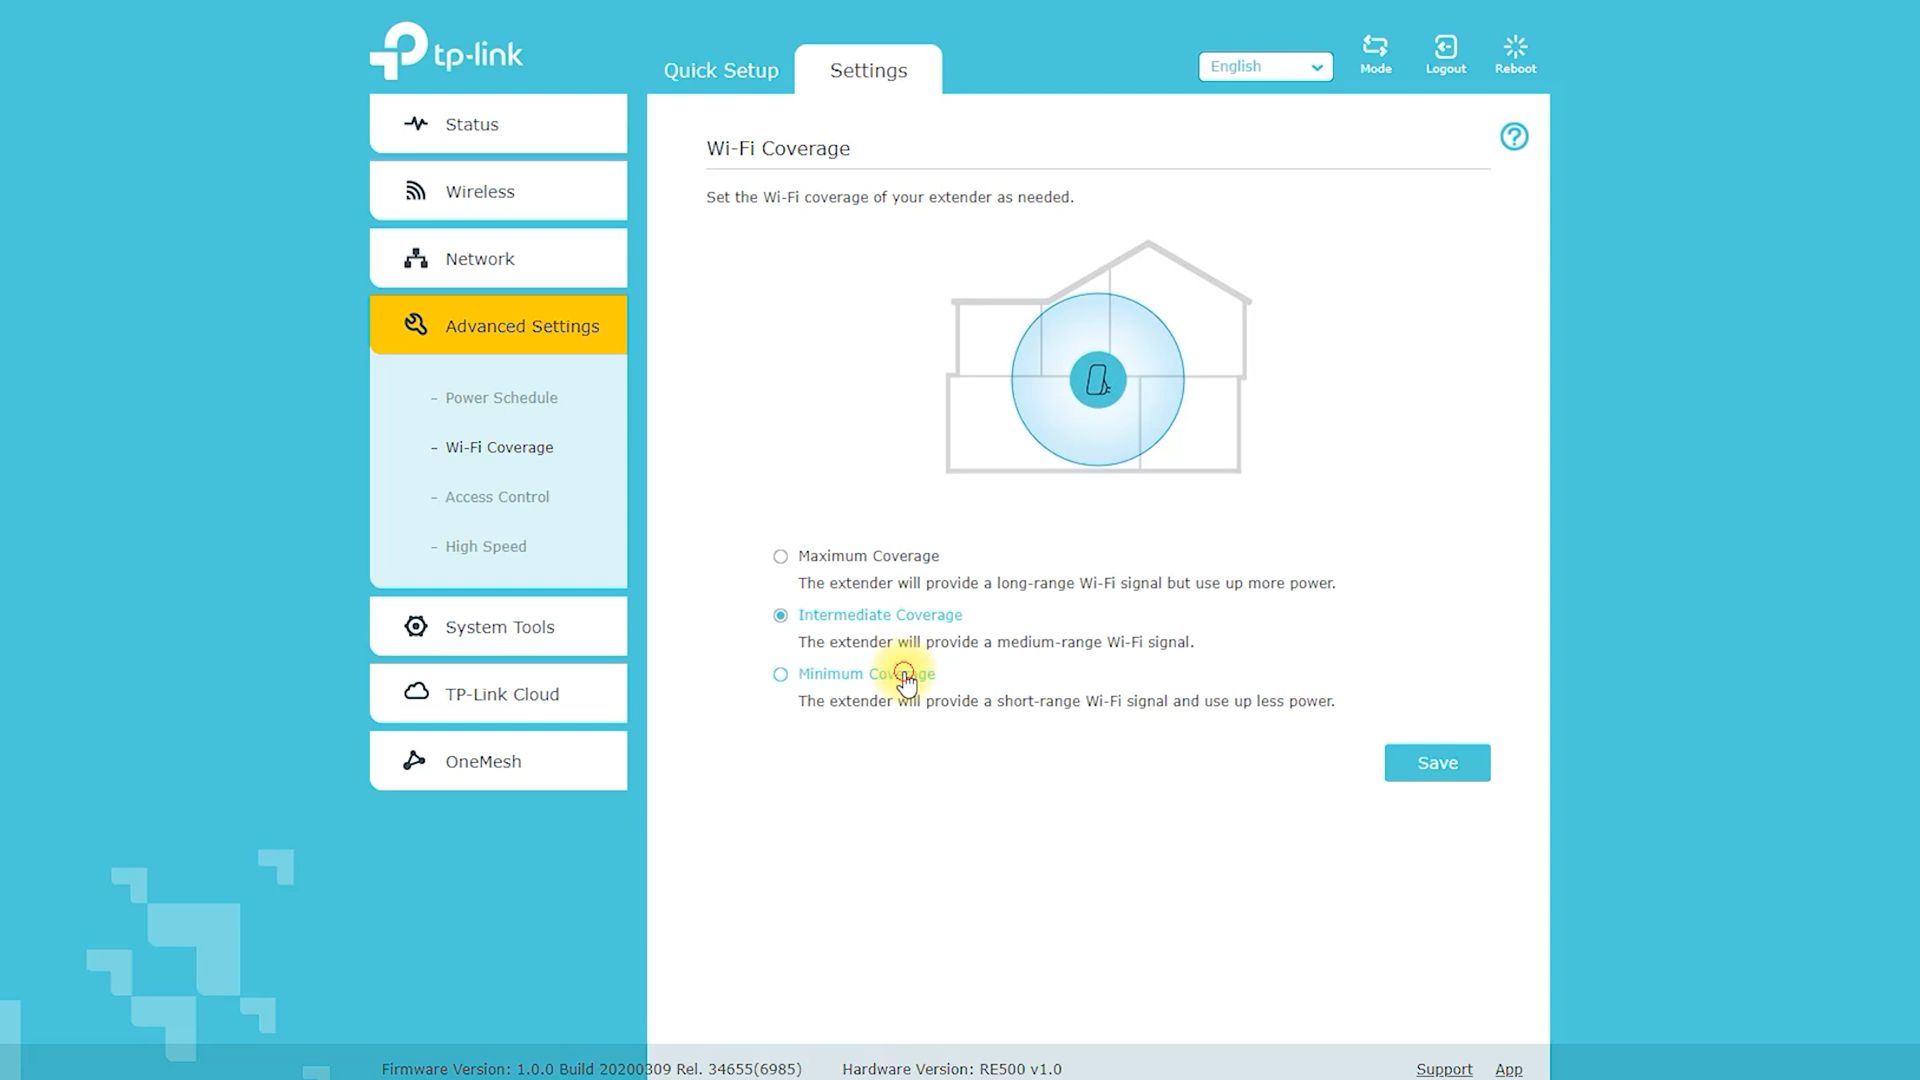 tp-link
Quick Setup
Settings
English
Mode
Logout
Reboot
Status
Wireless
Network
Advanced Settings
- Power Schedule
- Wi-Fi Coverage
- Access Control
- High Speed
System Tools
TP-Link Cloud
OneMesh
Wi-Fi Coverage
?
Set the Wi-Fi coverage of your extender as needed.
Maximum Coverage
The extender will provide a long-range Wi-Fi signal but use up more power.
Intermediate Coverage
The extender will provide a medium-range Wi-Fi signal.
Minimum Coverage
The extender will provide a short-range Wi-Fi signal and use up less power.
Save
Firmware Version: 1.0.0 Build 20200309 Rel. 34655(6985)
Hardware Version: RE500 v1.0
Support
App